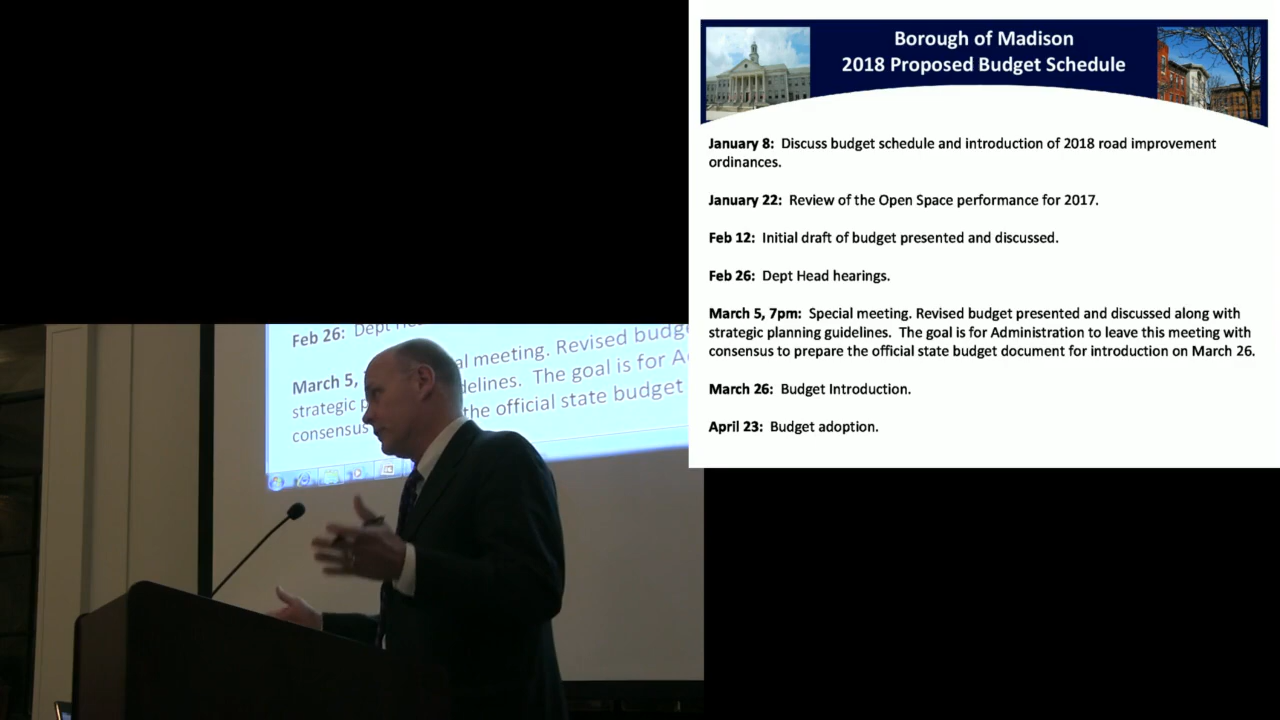 Borough of Madison
2018 Proposed Budget Schedule
January 8: Discuss budget schedule and introduction of 2018 road improvement
ordinances.
January 22: Review of the Open Space performance for 2017.
Feb 12: Initial draft of budget presented and discussed.
Feb 26: Dept Head hearings.
March 5, 7pm: Special meeting. Revised budget presented and discussed along with
strategic planning guidelines. The goal is for Administration to leave this meeting with
consensus to prepare the official state budget document for introduction on March 26.
March 26: Budget Introduction.
April 23: Budget adoption.
Feb 26: Dept
March 5, al meeting. Revised budg
strategic p delines. The goal is for A
consensus the official state budget